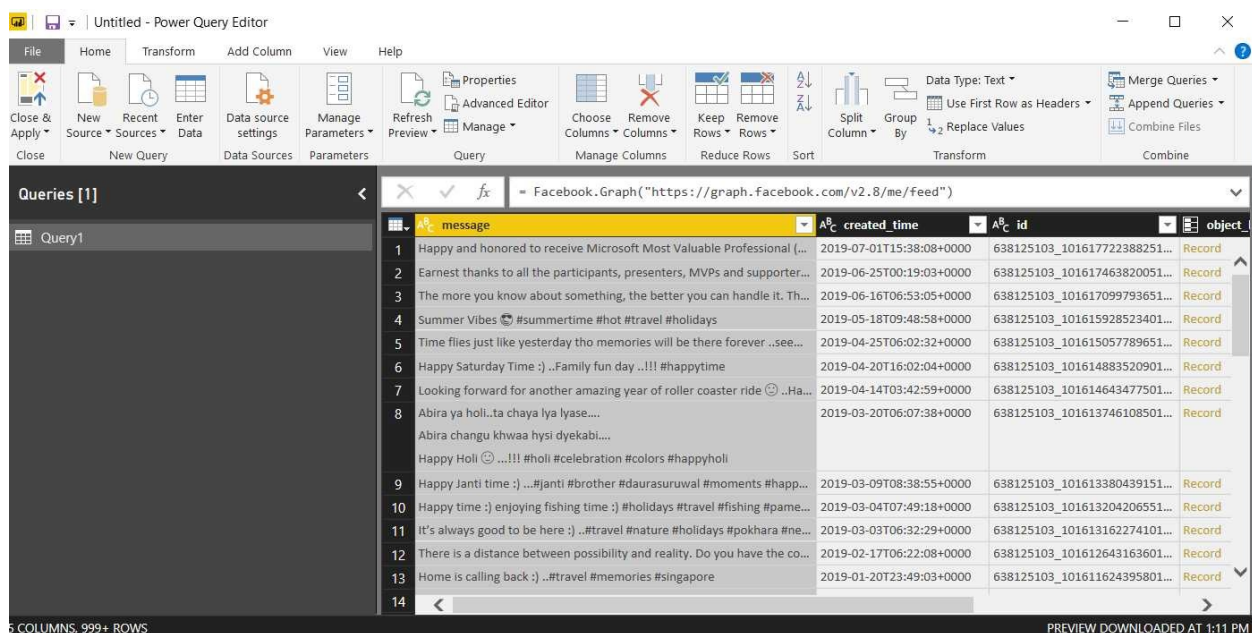 Untitled - Power Query Editor
File Home Transform Add Column View Help
Close & Apply New Source Recent Sources Enter Data Data source settings Manage Parameters Refresh Preview Properties Advanced Editor Manage Choose Columns Remove Columns Keep Rows Remove Rows Split Column Group By Data Type: Text Use First Row as Headers Replace Values Merge Queries Append Queries Combine Files
Close New Query Data Sources Parameters Query Manage Columns Reduce Rows Sort Transform Combine
Queries [1] fx = Facebook.Graph("https://graph.facebook.com/v2.8/me/feed")
Query1
ABC message ABC created_time ABC id object_
1 Happy and honored to receive Microsoft Most Valuable Professional (... 2019-07-01T15:38:08+0000 638125103_101617722388251... Record
2 Earnest thanks to all the participants, presenters, MVPs and supporter... 2019-06-25T00:19:03+0000 638125103_101617463820051... Record
3 The more you know about something, the better you can handle it. Th... 2019-06-16T06:53:05+0000 638125103_101617099793651... Record
4 Summer Vibes 😎 #summertime #hot #travel #holidays 2019-05-18T09:48:58+0000 638125103_101615928523401... Record
5 Time flies just like yesterday tho memories will be there forever ..see... 2019-04-25T06:02:32+0000 638125103_101615057789651... Record
6 Happy Saturday Time :) ..Family fun day ..!!! #happytime 2019-04-20T16:02:04+0000 638125103_101614883520901... Record
7 Looking forward for another amazing year of roller coaster ride 🙂 ..Ha... 2019-04-14T03:42:59+0000 638125103_101614643477501... Record
8 Abira ya holi..ta chaya lya lyase.... 2019-03-20T06:07:38+0000 638125103_101613746108501... Record
Abira changu khwaa hysi dyekabi....
Happy Holi 🙂 ...!!! #holi #celebration #colors #happyholi
9 Happy Janti time :) ...#janti #brother #daurasuruwal #moments #happ... 2019-03-09T08:38:55+0000 638125103_101613380439151... Record
10 Happy time :) enjoying fishing time :) #holidays #travel #fishing #pame... 2019-03-04T07:49:18+0000 638125103_101613204206551... Record
11 It's always good to be here :) ..#travel #nature #holidays #pokhara #ne... 2019-03-03T06:32:29+0000 638125103_101613162274101... Record
12 There is a distance between possibility and reality. Do you have the co... 2019-02-17T06:22:08+0000 638125103_101612643163601... Record
13 Home is calling back :) ..#travel #memories #singapore 2019-01-20T23:49:03+0000 638125103_101611624395801... Record
14
5 COLUMNS, 999+ ROWS PREVIEW DOWNLOADED AT 1:11 PM